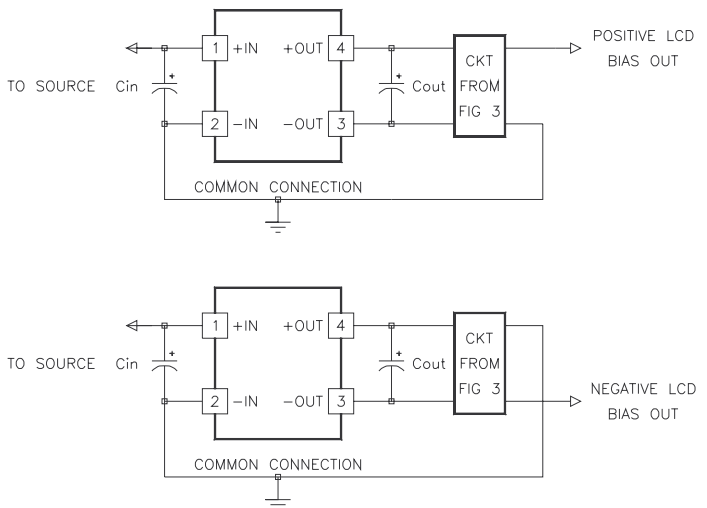 POSITIVE LCD
BIAS OUT
1 +IN +OUT 4
CKT
FROM
FIG 3
TO SOURCE Cin + + Cout
2 -IN -OUT 3
COMMON CONNECTION
1 +IN +OUT 4
CKT
FROM
FIG 3
TO SOURCE Cin + + Cout
2 -IN -OUT 3
NEGATIVE LCD
BIAS OUT
COMMON CONNECTION